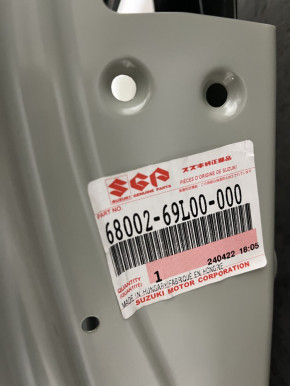 SGP
スズキ純正部品
SUZUKI GENUINE PARTS
PIÈCES D'ORIGINE DE SUZUKI
PART NO.
68002-69L00-000
QUANTITY
(QUANTITÉ)
1
240422 18:05
MADE IN HUNGARY/FABRIQUÉ EN HONGRIE
SUZUKI MOTOR CORPORATION